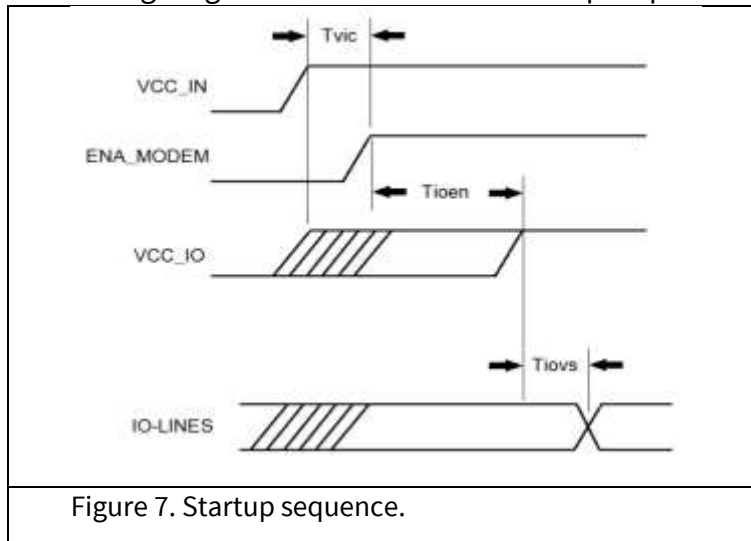 Tvic
VCC_IN
ENA_MODEM
Tioen
VCC_IO
Tiovs
IO-LINES
Figure 7. Startup sequence.